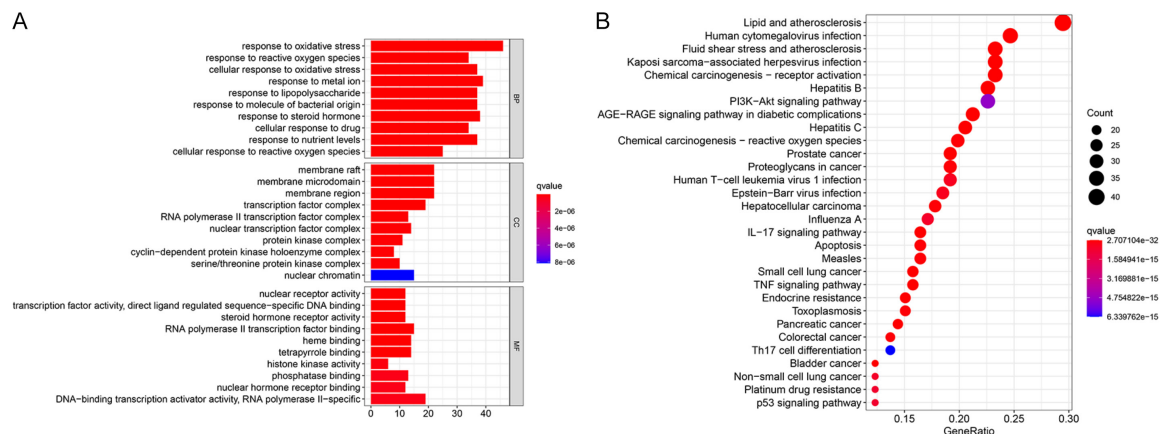 A
response to oxidative stress
response to reactive oxygen species
cellular response to oxidative stress
response to metal ion
response to lipopolysaccharide
response to molecule of bacterial origin
response to steroid hormone
cellular response to drug
response to nutrient levels
cellular response to reactive oxygen species
BP
membrane raft
membrane microdomain
membrane region
transcription factor complex
RNA polymerase II transcription factor complex
nuclear transcription factor complex
protein kinase complex
cyclin-dependent protein kinase holoenzyme complex
serine/threonine protein kinase complex
nuclear chromatin
CC
nuclear receptor activity
transcription factor activity, direct ligand regulated sequence-specific DNA binding
steroid hormone receptor activity
RNA polymerase II transcription factor binding
heme binding
tetrapyrrole binding
histone kinase activity
phosphatase binding
nuclear hormone receptor binding
DNA-binding transcription activator activity, RNA polymerase II-specific
MF
0 10 20 30 40
qvalue
2e-06
4e-06
6e-06
8e-06
B
Lipid and atherosclerosis
Human cytomegalovirus infection
Fluid shear stress and atherosclerosis
Kaposi sarcoma-associated herpesvirus infection
Chemical carcinogenesis - receptor activation
Hepatitis B
PI3K-Akt signaling pathway
AGE-RAGE signaling pathway in diabetic complications
Hepatitis C
Chemical carcinogenesis - reactive oxygen species
Prostate cancer
Proteoglycans in cancer
Human T-cell leukemia virus 1 infection
Epstein-Barr virus infection
Hepatocellular carcinoma
Influenza A
IL-17 signaling pathway
Apoptosis
Measles
Small cell lung cancer
TNF signaling pathway
Endocrine resistance
Toxoplasmosis
Pancreatic cancer
Colorectal cancer
Th17 cell differentiation
Bladder cancer
Non-small cell lung cancer
Platinum drug resistance
p53 signaling pathway
0.15 0.20 0.25 0.30
GeneRatio
Count
20
25
30
35
40
qvalue
2.707104e-32
1.584941e-15
3.169881e-15
4.754822e-15
6.339762e-15